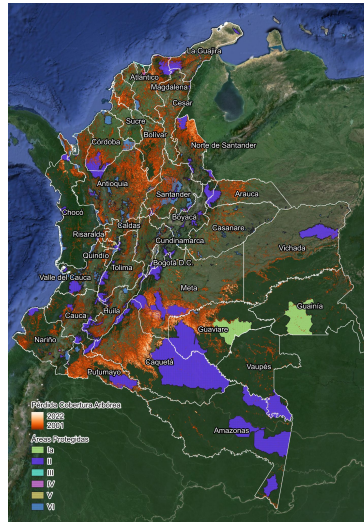 La Guajira
Atlántico
Magdalena
Cesar
Sucre
Bolívar
Norte de Santander
Córdoba
Antioquia
Santander
Arauca
Boyacá
Chocó
Caldas
Casanare
Risaralda
Cundinamarca
Vichada
Quindío
Bogotá D.C.
Valle del Cauca
Tolima
Meta
Guainía
Cauca
Huila
Guaviare
Nariño
Caquetá
Vaupés
Putumayo
Amazonas
Pérdida Cobertura Arbórea
2022
2001
Áreas Protegidas
Ia
II
III
IV
V
VI